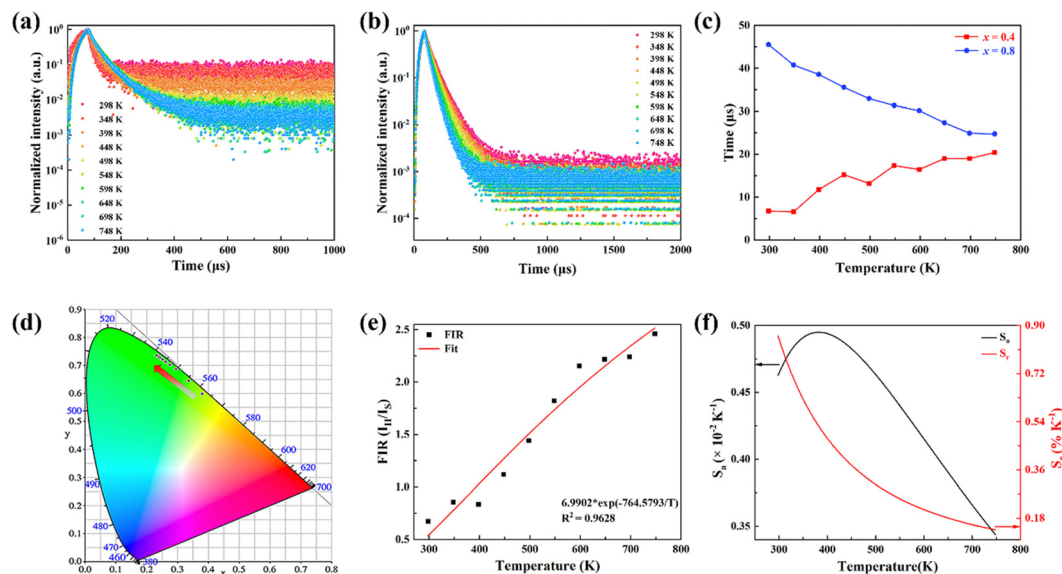 (a)
Normalized intensity (a.u.)
10⁰
10⁻¹
10⁻²
10⁻³
10⁻⁴
10⁻⁵
10⁻⁶
298 K
348 K
398 K
448 K
498 K
548 K
598 K
648 K
698 K
748 K
0 200 400 600 800 1000
Time (μs)
(b)
Normalized intensity (a.u.)
10⁰
10⁻¹
10⁻²
10⁻³
10⁻⁴
298 K
348 K
398 K
448 K
498 K
548 K
598 K
648 K
698 K
748 K
0 500 1000 1500 2000
Time (μs)
(c)
Time (μs)
50
40
30
20
10
0
x = 0.4
x = 0.8
300 400 500 600 700 800
Temperature (K)
(d)
y
0.9
0.8
0.7
0.6
0.5
0.4
0.3
0.2
0.1
0.0
520
540
560
500
580
600
620
490
700
480
470
460
380
0.0 0.1 0.2 0.3 0.4 0.5 0.6 0.7 0.8
x
(e)
FIR (I_H/I_S)
2.5
2.0
1.5
1.0
0.5
FIR
Fit
6.9902*exp(-764.5793/T)
R² = 0.9628
300 400 500 600 700 800
Temperature (K)
(f)
Sₐ (× 10⁻² K⁻¹)
0.50
0.45
0.40
0.35
Sₐ
Sᵣ
0.90
0.72
0.54
0.36
0.18
Sᵣ (% K⁻¹)
300 400 500 600 700 800
Temperature(K)